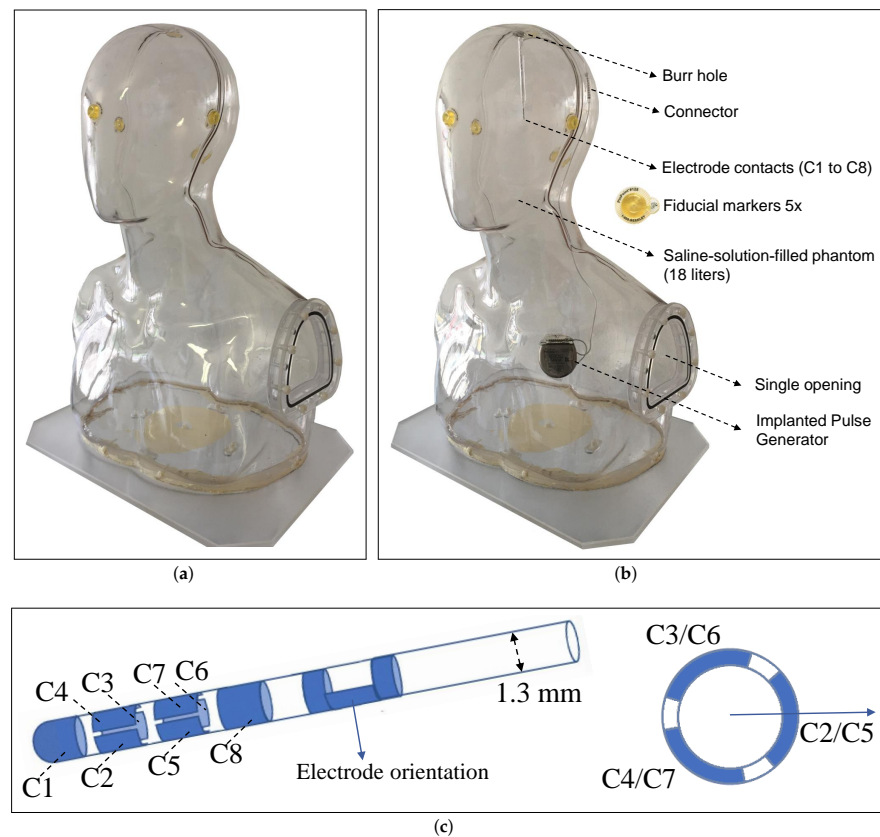 Burr hole
Connector
Electrode contacts (C1 to C8)
Fiducial markers 5x
Saline-solution-filled phantom
(18 liters)
Single opening
Implanted Pulse
Generator
(a)
(b)
C4
C3
C7
C6
C1
C2
C5
C8
Electrode orientation
1.3 mm
C3/C6
C2/C5
C4/C7
(c)